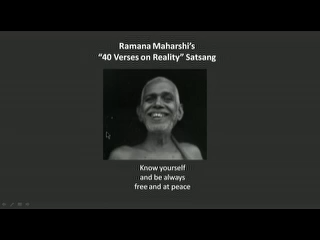 Ramana Maharshi's
"40 Verses on Reality" Satsang
Know yourself
and be always
free and at peace